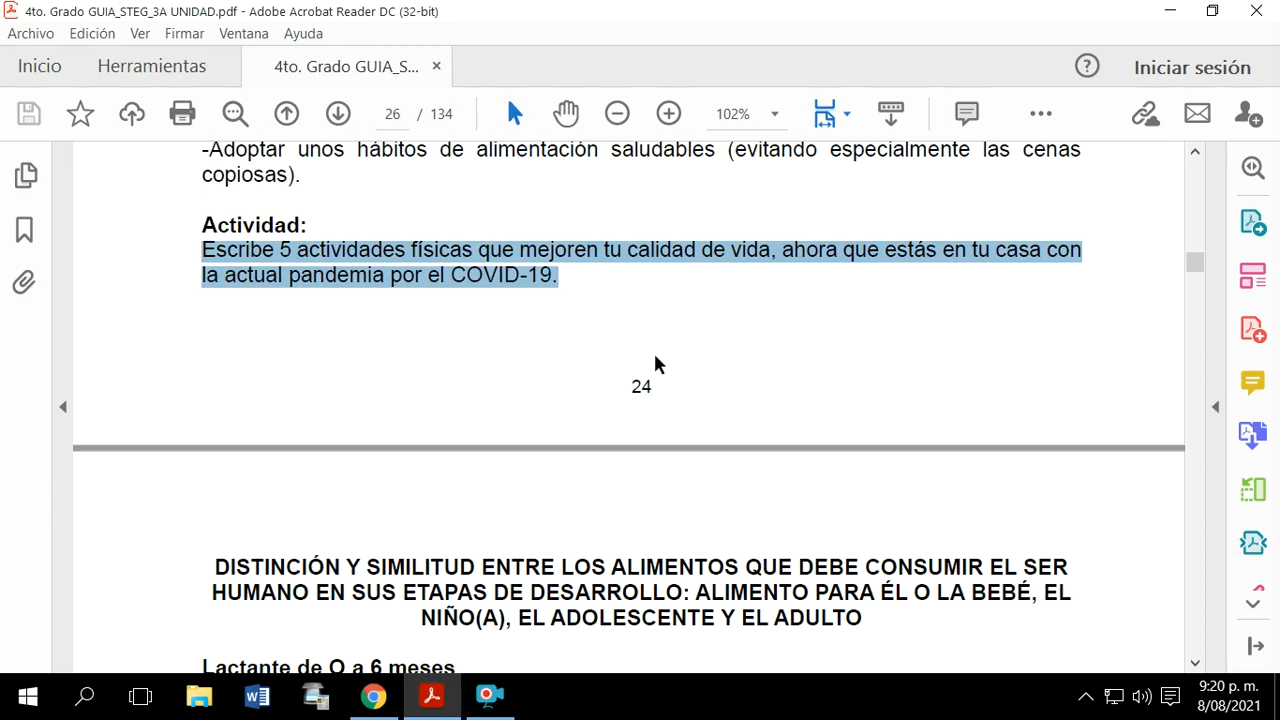 4to. Grado GUIA_STEG_3A UNIDAD.pdf - Adobe Acrobat Reader DC (32-bit)
Archivo Edición Ver Firmar Ventana Ayuda
Inicio Herramientas 4to. Grado GUIA_S... × Iniciar sesión
26 / 134 102%
-Adoptar unos hábitos de alimentación saludables (evitando especialmente las cenas
copiosas).
Actividad:
Escribe 5 actividades físicas que mejoren tu calidad de vida, ahora que estás en tu casa con
la actual pandemia por el COVID-19.
24
DISTINCIÓN Y SIMILITUD ENTRE LOS ALIMENTOS QUE DEBE CONSUMIR EL SER
HUMANO EN SUS ETAPAS DE DESARROLLO: ALIMENTO PARA ÉL O LA BEBÉ, EL
NIÑO(A), EL ADOLESCENTE Y EL ADULTO
Lactante de O a 6 meses
9:20 p. m.
8/08/2021